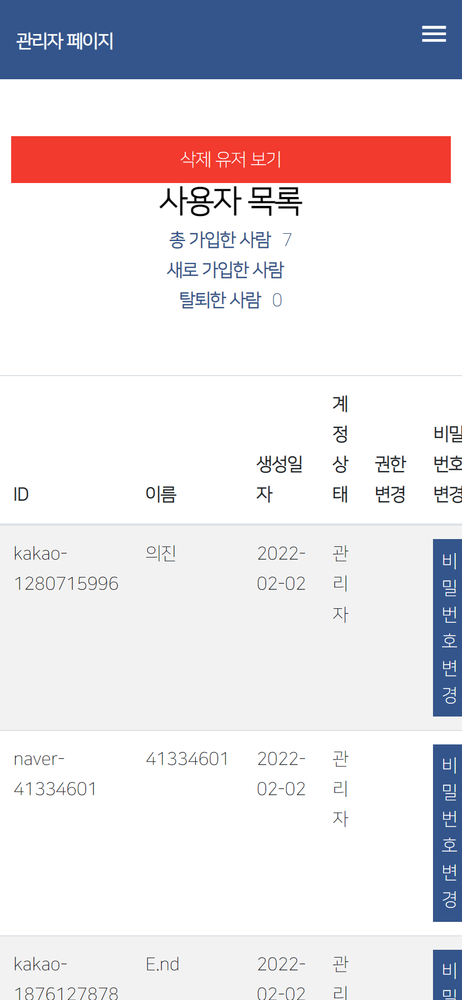 관리자 페이지
삭제 유저 보기
사용자 목록
총 가입한 사람 7
새로 가입한 사람
탈퇴한 사람 0
ID
이름
생성일
자
계
정
상
태
권한
변경
비밀
번호
변경
kakao-
1280715996
의진
2022-
02-02
관
리
자
비
밀
번
호
변
경
naver-
41334601
41334601
2022-
02-02
관
리
자
비
밀
번
호
변
경
kakao-
1876127878
E.nd
2022-
02-02
관
리
비
밀